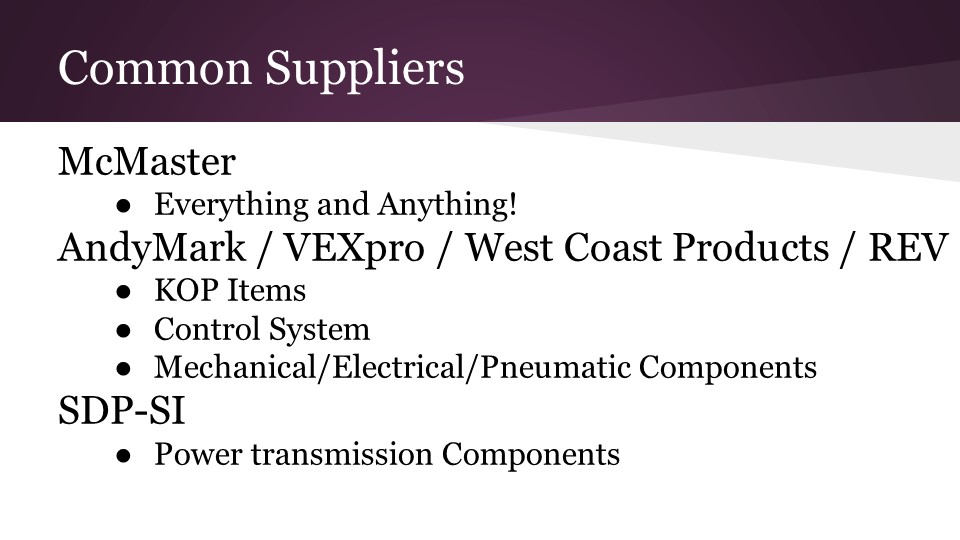 Common Suppliers
McMaster
● Everything and Anything!
AndyMark / VEXpro / West Coast Products / REV
● KOP Items
● Control System
● Mechanical/Electrical/Pneumatic Components
SDP-SI
● Power transmission Components